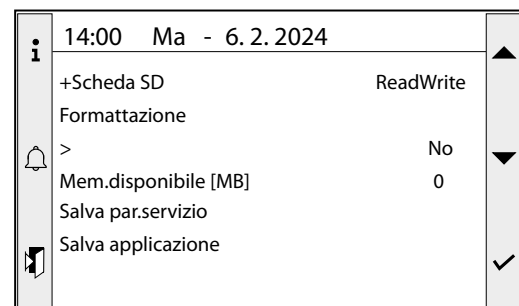 14:00 Ma - 6. 2. 2024
+Scheda SD ReadWrite
Formattazione
> No
Mem.disponibile [MB] 0
Salva par.servizio
Salva applicazione